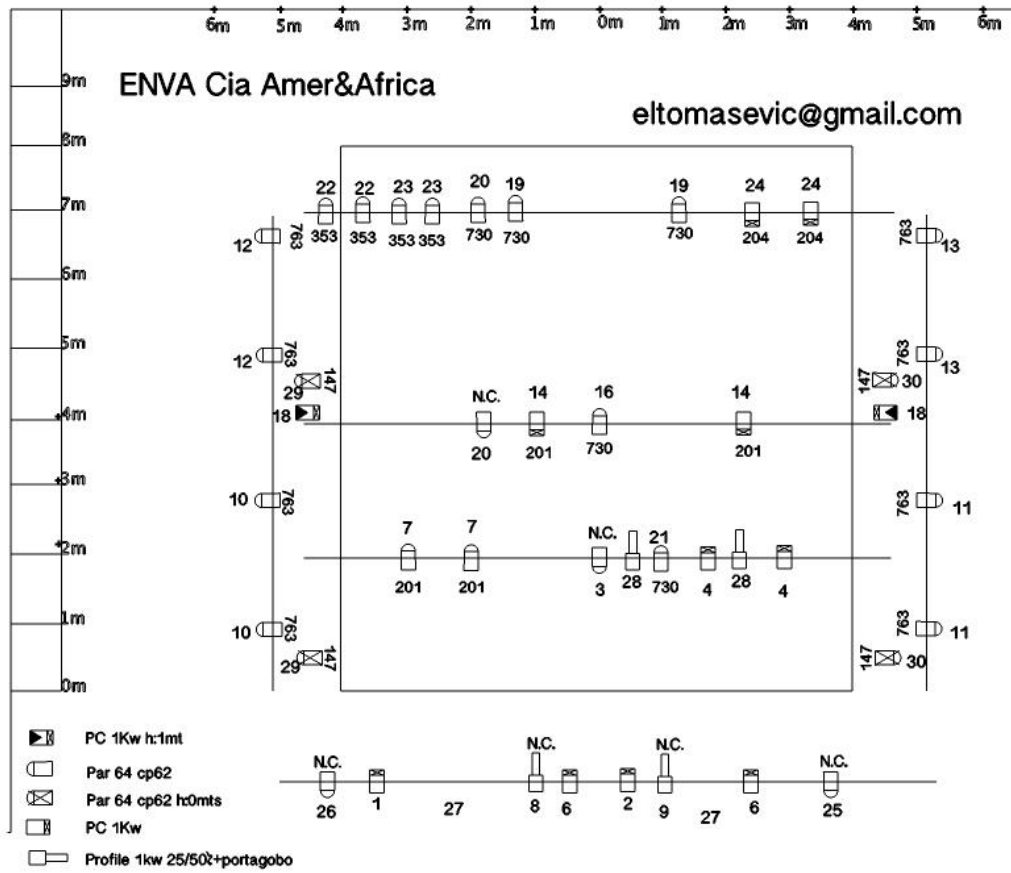 6m 5m 4m 3m 2m 1m 0m 1m 2m 3m 4m 5m 6m
9m
ENVA Cia Amer&Africa
eltomasevic@gmail.com
8m
22 22 23 23 20 19 19 24 24
7m
353 353 353 353 730 730 730 204 204
12 763 763 13
6m
5m
12 763 763 13
29 147 147 30
18 18
4m
N.C. 14 16 14
20 201 730 201
3m
10 763 763 11
7 7 N.C. 21
2m
201 201 3 28 730 4 28 4
1m
10 763 763 11
29 147 147 30
0m
PC 1Kw h:1mt
Par 64 cp62
Par 64 cp62 h:0mts
PC 1Kw
Profile 1kw 25/50º+portagobo
N.C. N.C. N.C. N.C.
26 1 27 8 6 2 9 27 6 25